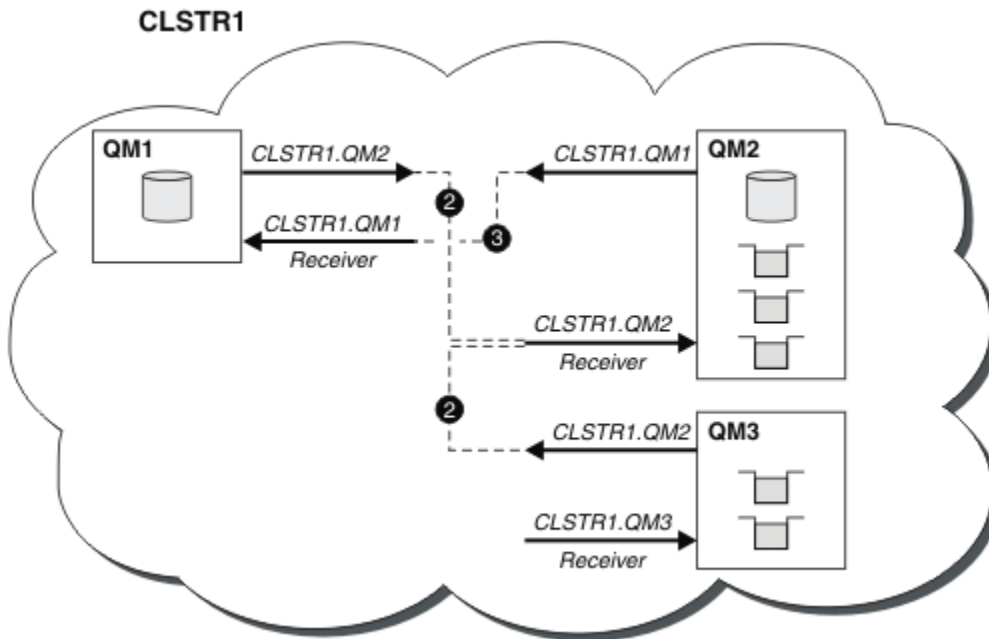 CLSTR1
QM1
CLSTR1.QM2
CLSTR1.QM1
QM2
2
CLSTR1.QM1
3
Receiver
CLSTR1.QM2
Receiver
2
CLSTR1.QM2
QM3
CLSTR1.QM3
Receiver